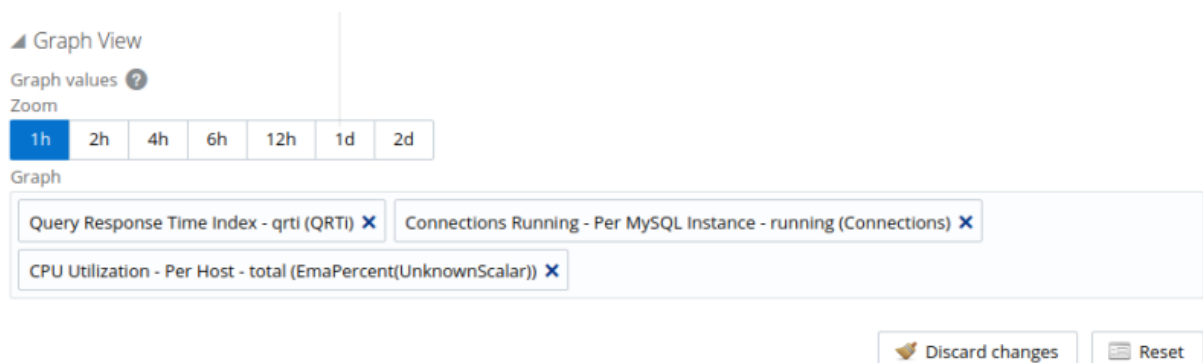 Graph View
Graph values ?
Zoom
1h 2h 4h 6h 12h 1d 2d
Graph
Query Response Time Index - qrti (QRTi) ✕ Connections Running - Per MySQL Instance - running (Connections) ✕
CPU Utilization - Per Host - total (EmaPercent(UnknownScalar)) ✕
Discard changes Reset